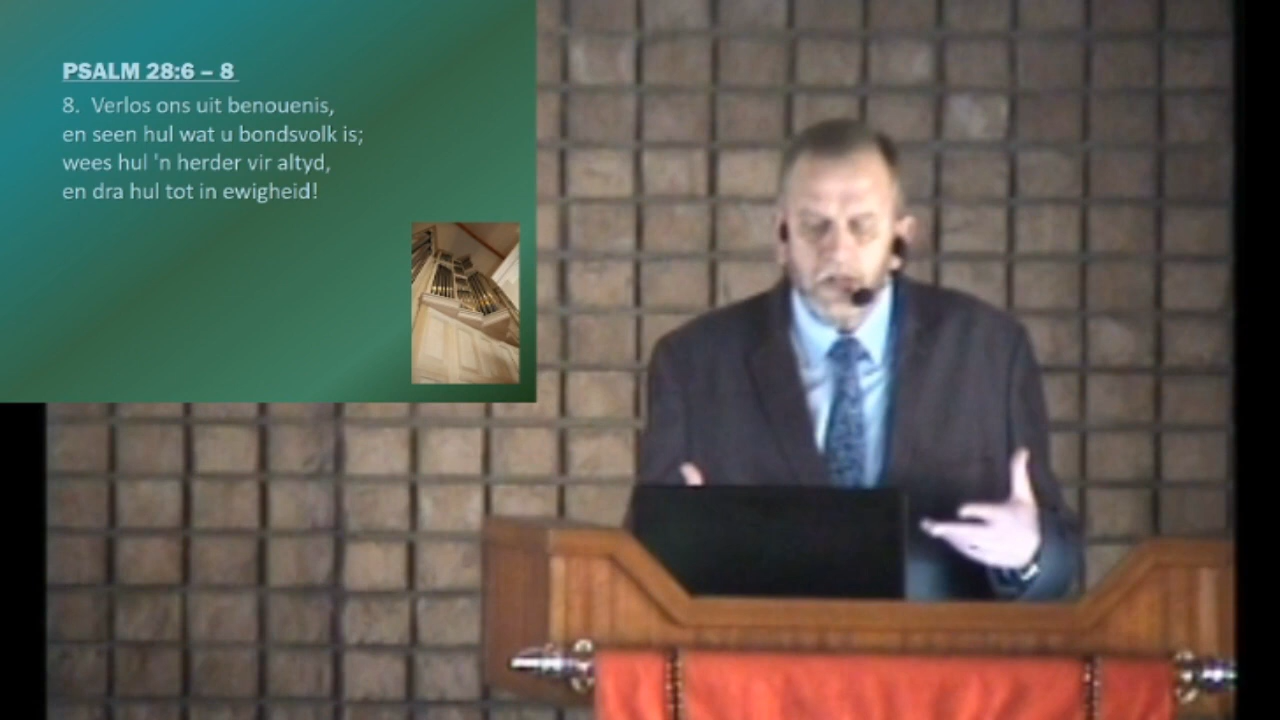 PSALM 28:6 – 8
8. Verlos ons uit benouenis,
en seen hul wat u bondsvolk is;
wees hul 'n herder vir altyd,
en dra hul tot in ewigheid!